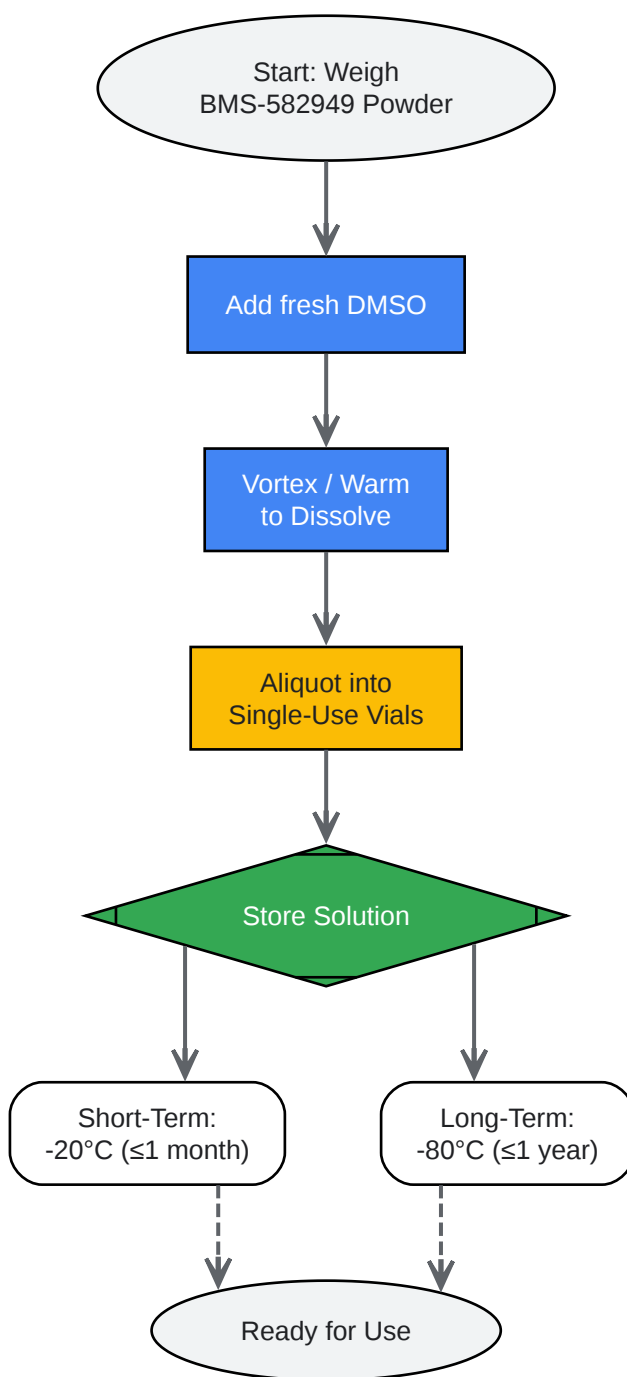 Start: Weigh
BMS-582949 Powder
Add fresh DMSO
Vortex / Warm
to Dissolve
Aliquot into
Single-Use Vials
Store Solution
Short-Term:
-20°C (≤1 month)
Long-Term:
-80°C (≤1 year)
Ready for Use